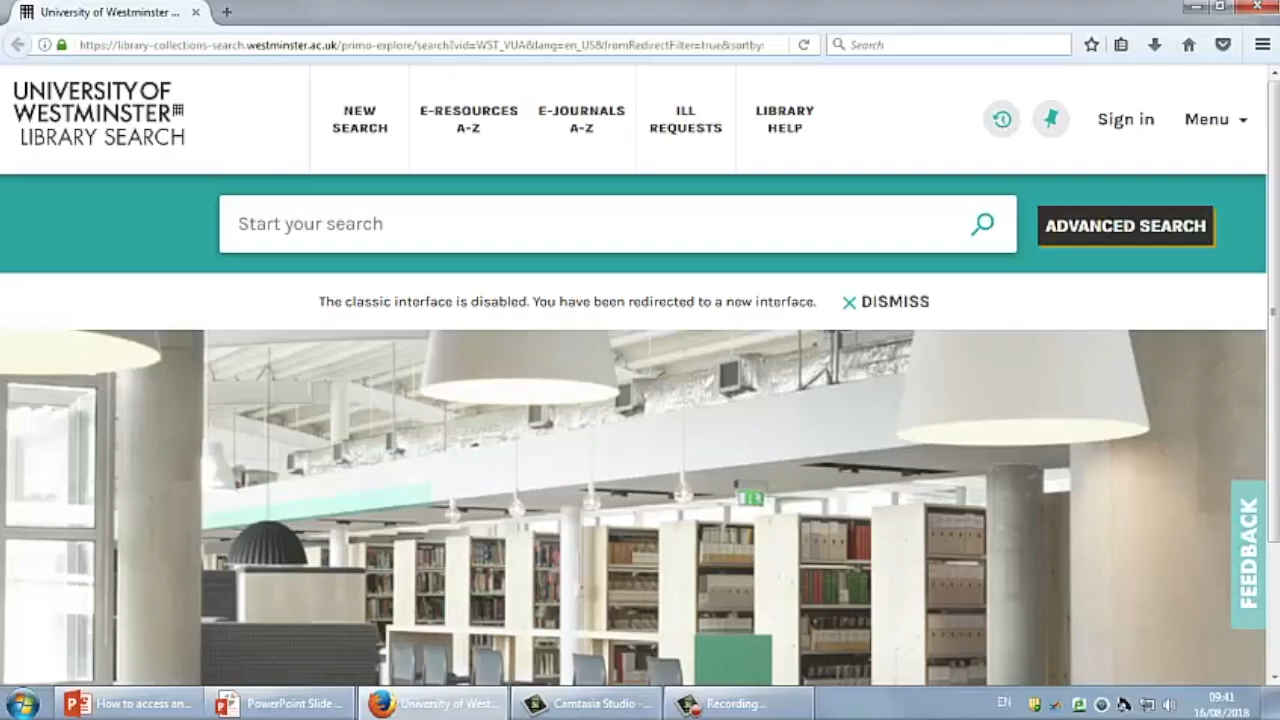 University of Westminster ...
https://library-collections-search.westminster.ac.uk/primo-explore/search?vid=WST_VUA&lang=en_US&fromRedirectFilter=true&sortby:
Search
UNIVERSITY OF
WESTMINSTER
LIBRARY SEARCH
NEW
SEARCH
E-RESOURCES
A-Z
E-JOURNALS
A-Z
ILL
REQUESTS
LIBRARY
HELP
Sign in
Menu
Start your search
ADVANCED SEARCH
The classic interface is disabled. You have been redirected to a new interface.
DISMISS
FEEDBACK
How to access an...
PowerPoint Slide ...
University of West...
Camtasia Studio -...
Recording...
EN
09:41
16/08/2018